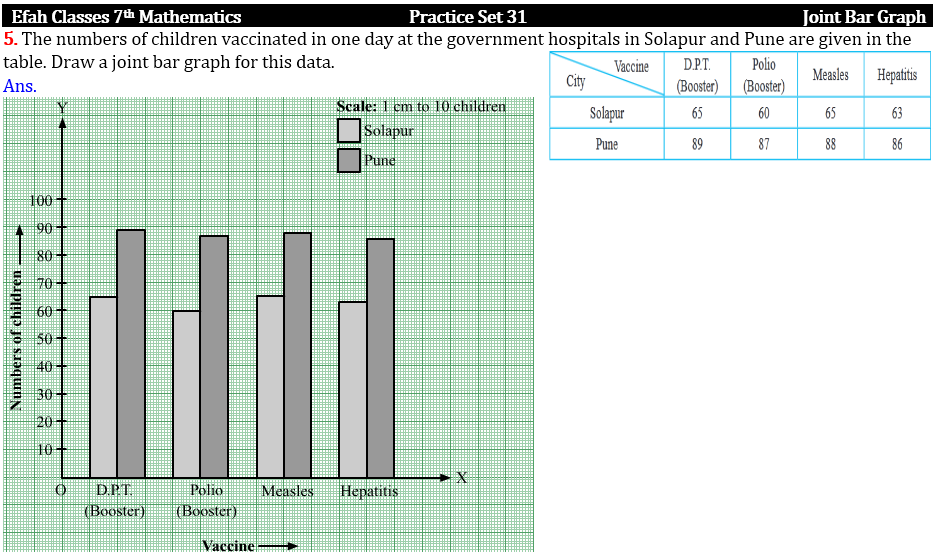 Efah Classes 7th Mathematics Practice Set 31 Joint Bar Graph
5. The numbers of children vaccinated in one day at the government hospitals in Solapur and Pune are given in the
table. Draw a joint bar graph for this data.
Ans.
Vaccine
City
D.P.T. (Booster)
Polio (Booster)
Measles
Hepatitis
Solapur 65 60 65 63
Pune 89 87 88 86
Y
Scale: 1 cm to 10 children
Solapur
Pune
100
90
80
70
60
50
40
30
20
10
Numbers of children
O
X
D.P.T. Polio Measles Hepatitis
(Booster) (Booster)
Vaccine